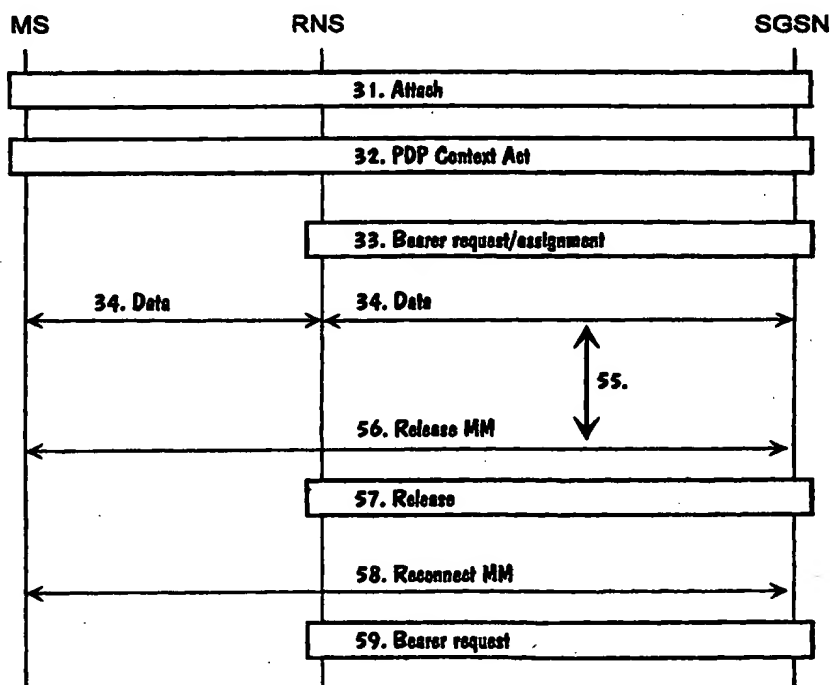 MS RNS SGSN
31. Attach
32. PDP Context Act
33. Bearer request/assignment
34. Data 34. Data
55.
56. Release MM
57. Release
58. Reconnect MM
59. Bearer request